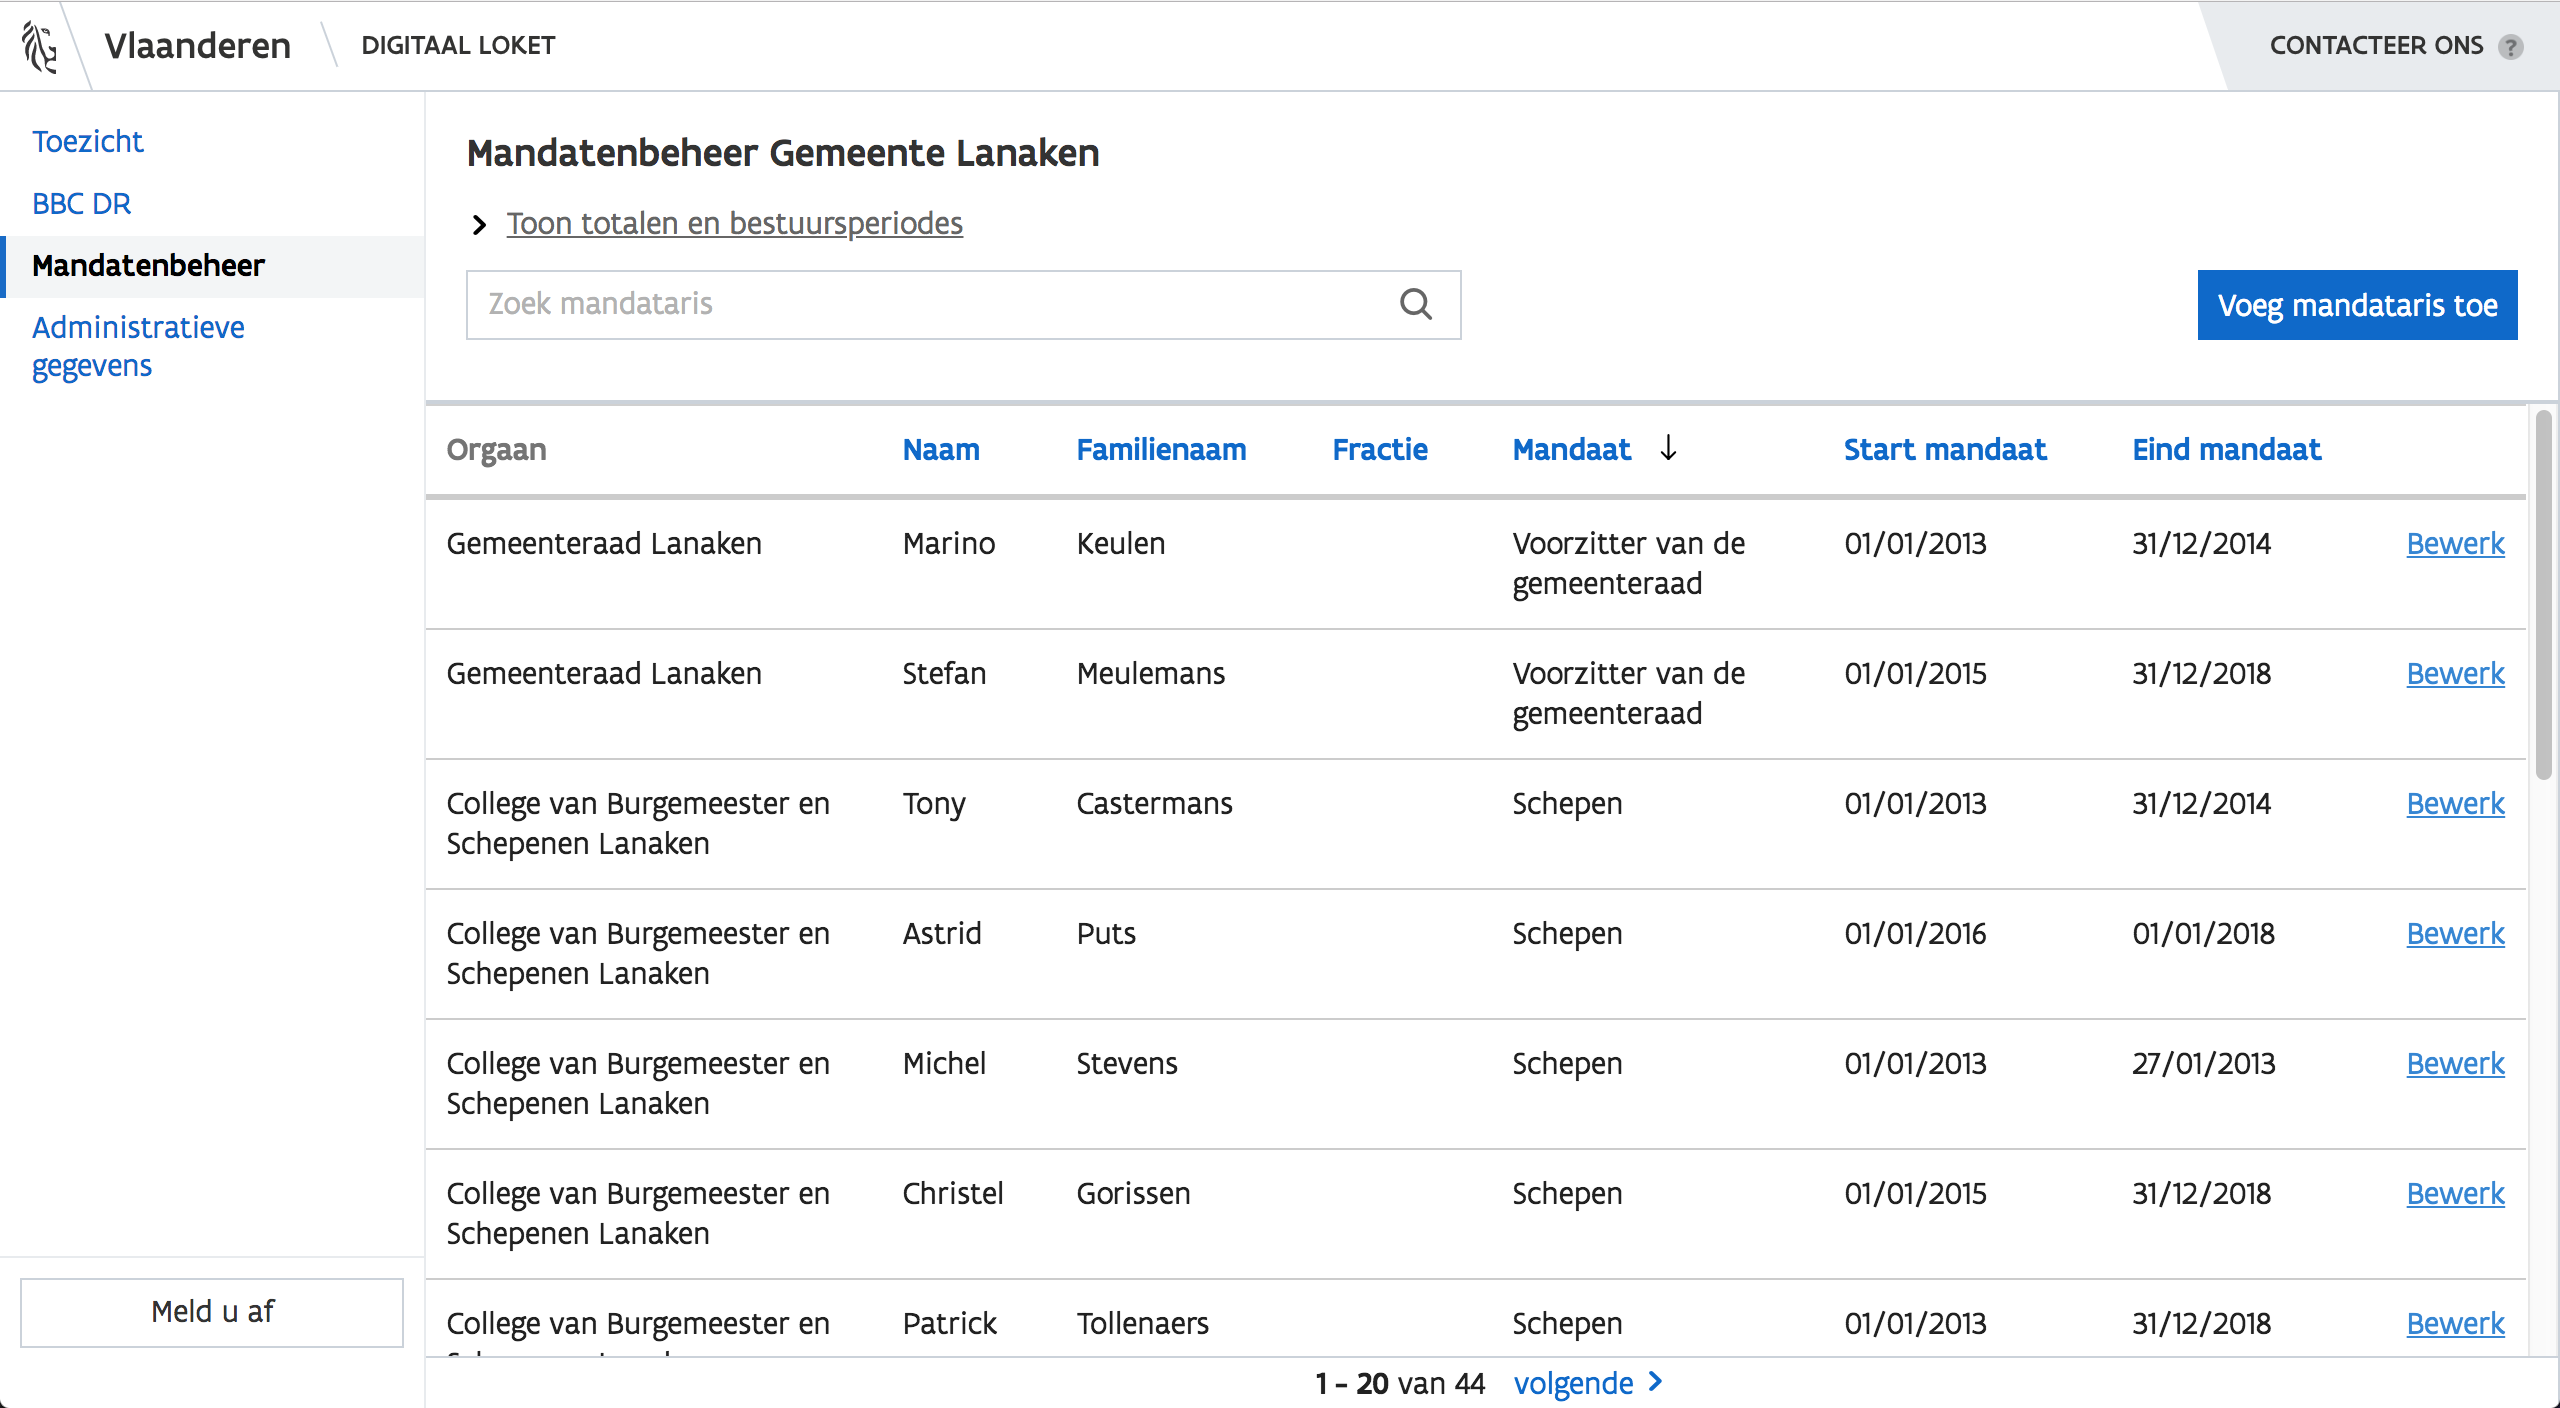 Vlaanderen DIGITAAL LOKET CONTACTEER ONS ?
Toezicht
BBC DR
Mandatenbeheer
Administratieve
gegevens
Meld u af
Mandatenbeheer Gemeente Lanaken
Toon totalen en bestuursperiodes
Zoek mandataris
Voeg mandataris toe
Orgaan Naam Familienaam Fractie Mandaat ↓ Start mandaat Eind mandaat
Gemeenteraad Lanaken Marino Keulen Voorzitter van de 01/01/2013 31/12/2014 Bewerk
gemeenteraad
Gemeenteraad Lanaken Stefan Meulemans Voorzitter van de 01/01/2015 31/12/2018 Bewerk
gemeenteraad
College van Burgemeester en Tony Castermans Schepen 01/01/2013 31/12/2014 Bewerk
Schepenen Lanaken
College van Burgemeester en Astrid Puts Schepen 01/01/2016 01/01/2018 Bewerk
Schepenen Lanaken
College van Burgemeester en Michel Stevens Schepen 01/01/2013 27/01/2013 Bewerk
Schepenen Lanaken
College van Burgemeester en Christel Gorissen Schepen 01/01/2015 31/12/2018 Bewerk
Schepenen Lanaken
College van Burgemeester en Patrick Tollenaers Schepen 01/01/2013 31/12/2018 Bewerk
1 - 20 van 44 volgende